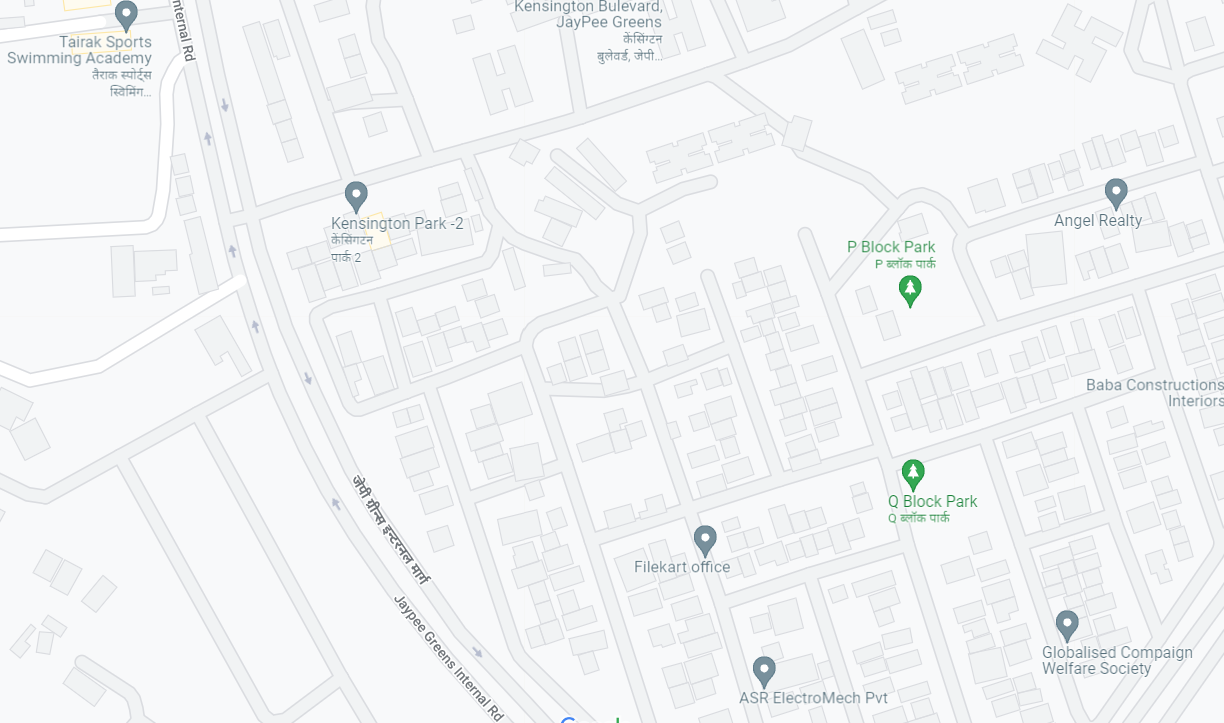 Kensington Bulevard,
JayPee Greens
केंसिंग्टन
बुलेवर्ड, जेपी...
Internal Rd
Tairak Sports
Swimming Academy
तैराक स्पोर्ट्स
स्विमिंग...
Kensington Park -2
केंसिंगटन
पार्क 2
Angel Realty
P Block Park
P ब्लॉक पार्क
Baba Constructions
Interiors
Q Block Park
Q ब्लॉक पार्क
जेपी ग्रीन्स इन्टरनल मार्ग
Filekart office
Jaypee Greens Internal Rd
Globalised Compaign
Welfare Society
ASR ElectroMech Pvt